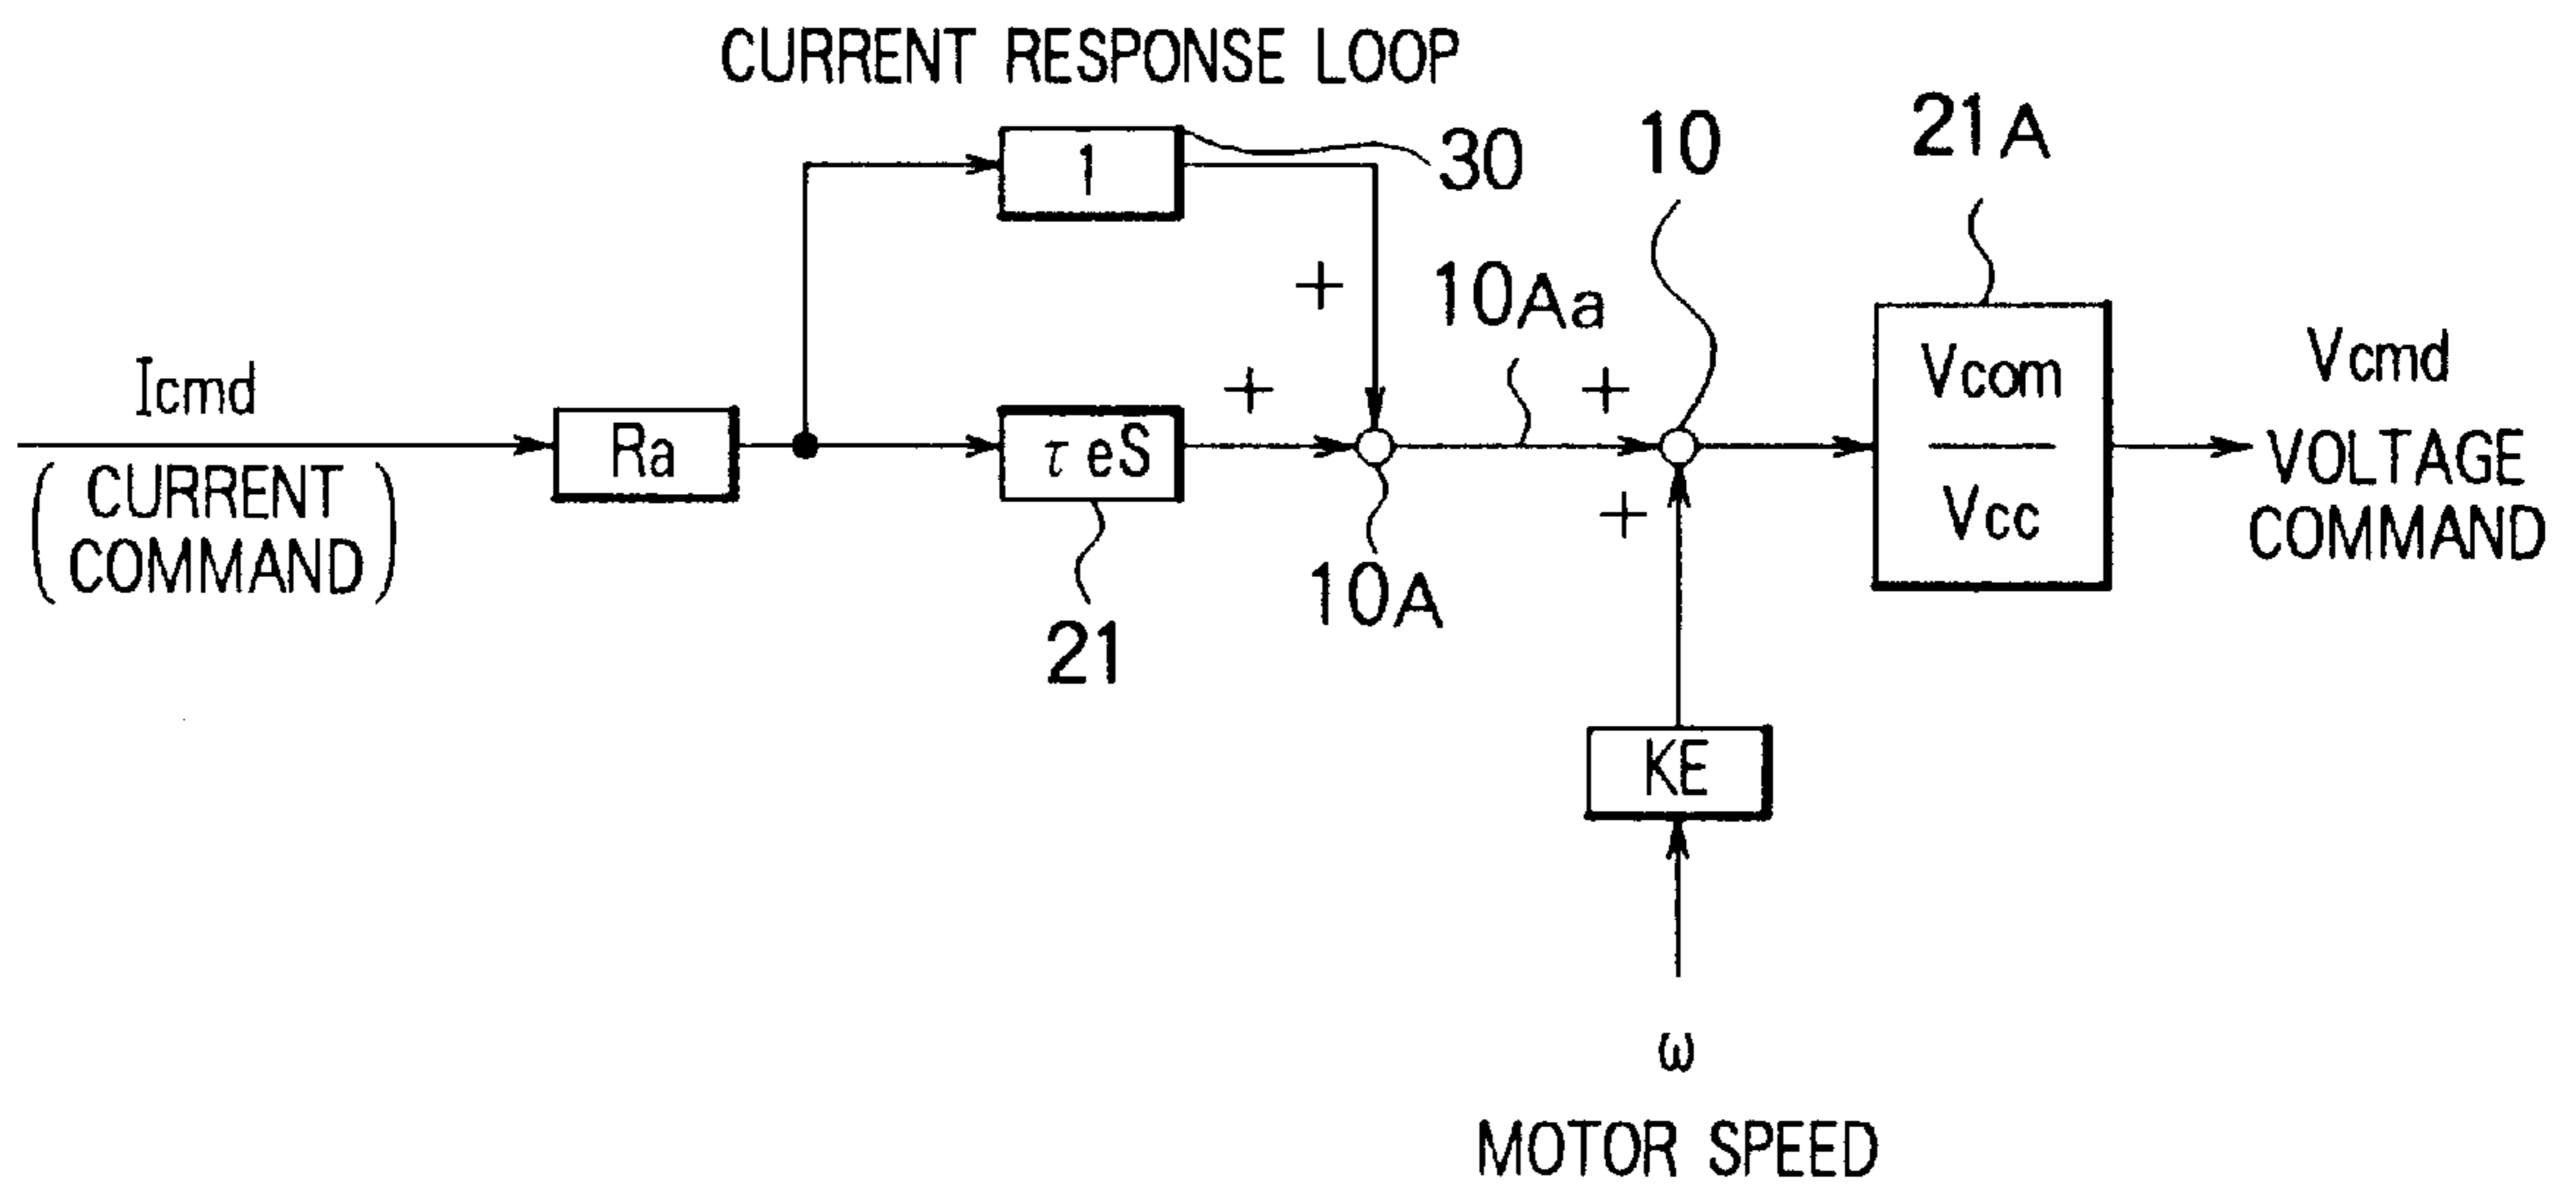 CURRENT RESPONSE LOOP
1
30
10
21A
+
10Aa
Icmd
(CURRENT
COMMAND)
Ra
τeS
+
+
+
10A
21
Vcom
Vcc
Vcmd
VOLTAGE
COMMAND
KE
ω
MOTOR SPEED